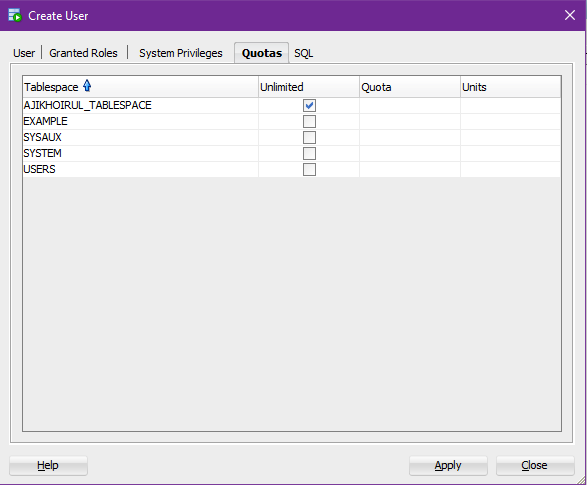 Create User
User Granted Roles System Privileges Quotas SQL
Tablespace Unlimited Quota Units
AJIKHOIRUL_TABLESPACE
EXAMPLE
SYSAUX
SYSTEM
USERS
Help Apply Close